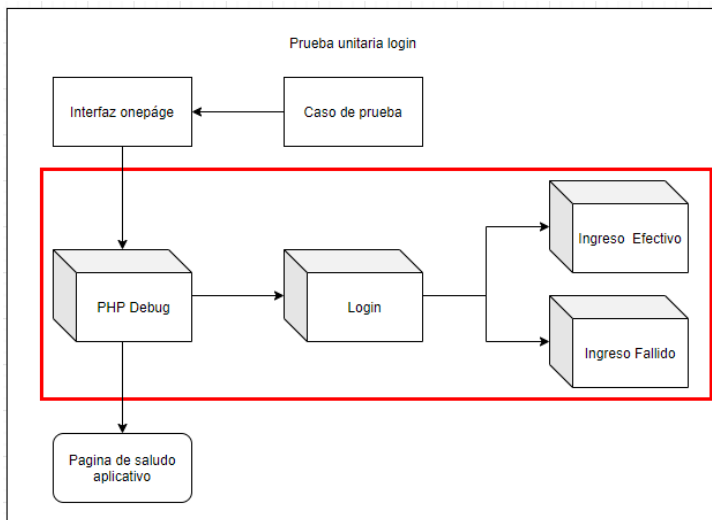 Prueba unitaria login
Interfaz onepáge
Caso de prueba
Ingreso Efectivo
PHP Debug
Login
Ingreso Fallido
Pagina de saludo
aplicativo